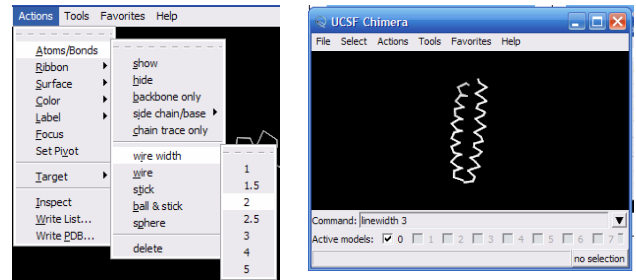 Actions Tools Favorites Help
Atoms/Bonds
Ribbon
Surface
Color
Label
Focus
Set Pivot
Target
Inspect
Write List...
Write PDB...
show
hide
backbone only
side chain/base
chain trace only
wire width
wire
stick
ball & stick
sphere
delete
1
1.5
2
2.5
3
4
5
UCSF Chimera
File Select Actions Tools Favorites Help
Command: linewidth 3
Active models: 0 1 2 3 4 5 6 7
no selection